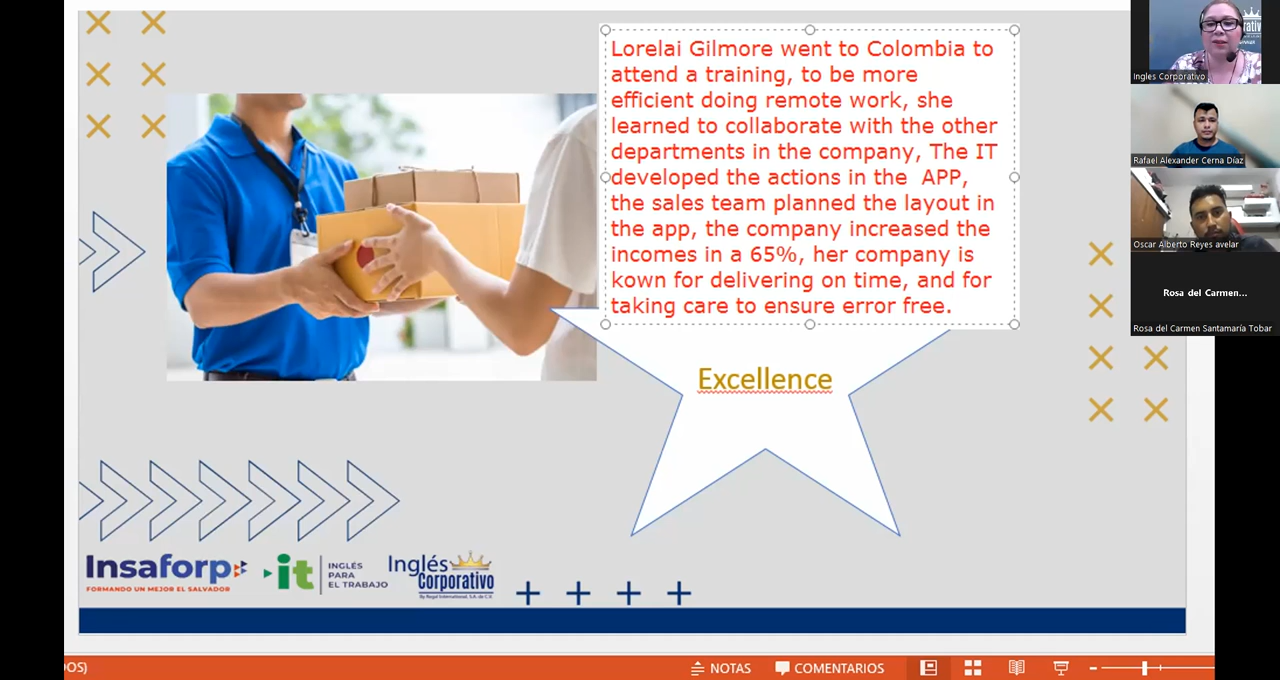 Lorelai Gilmore went to Colombia to
attend a training, to be more
efficient doing remote work, she
learned to collaborate with the other
departments in the company, The IT
developed the actions in the  APP,
the sales team planned the layout in
the app, the company increased the
incomes in a 65%, her company is
kown for delivering on time, and for
taking care to ensure error free.
Excellence
Insaforp
FORMANDO UN MEJOR EL SALVADOR
it
INGLÉS
PARA
EL TRABAJO
Inglés
Corporativo
By Regal International, S.A. de C.V.
Ingles Corporativo
Rafael Alexander Cerna Díaz
Oscar Alberto Reyes avelar
Rosa del Carmen...
Rosa del Carmen Santamaría Tobar
DOS)
NOTAS
COMENTARIOS